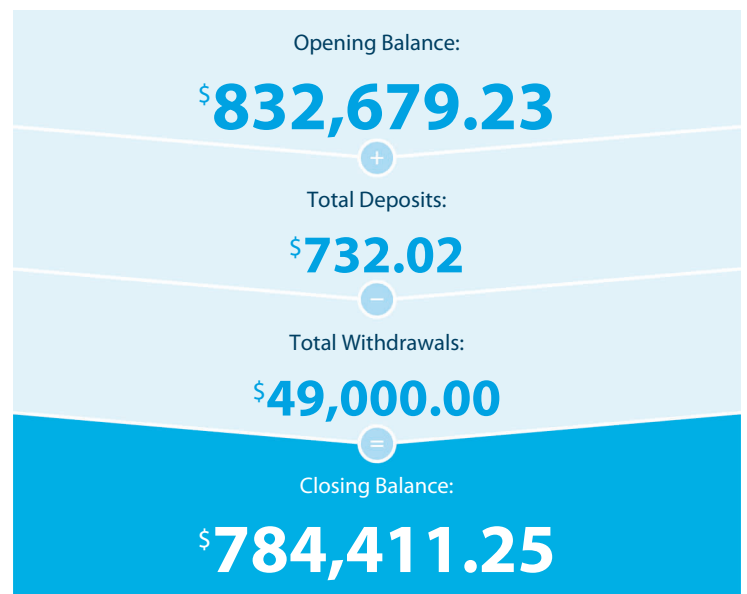 Opening Balance:
$832,679.23
+
Total Deposits:
$732.02
−
Total Withdrawals:
$49,000.00
=
Closing Balance:
$784,411.25